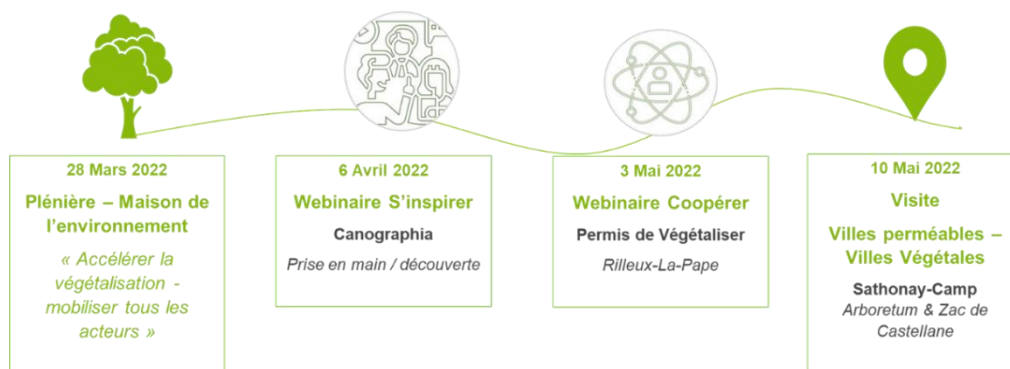 28 Mars 2022
Plénière – Maison de
l'environnement
« Accélérer la
végétalisation -
mobiliser tous les
acteurs »
6 Avril 2022
Webinaire S'inspirer
Canographia
Prise en main / découverte
3 Mai 2022
Webinaire Coopérer
Permis de Végétaliser
Rilleux-La-Pape
10 Mai 2022
Visite
Villes perméables –
Villes Végétales
Sathonay-Camp
Arboretum & Zac de
Castellane